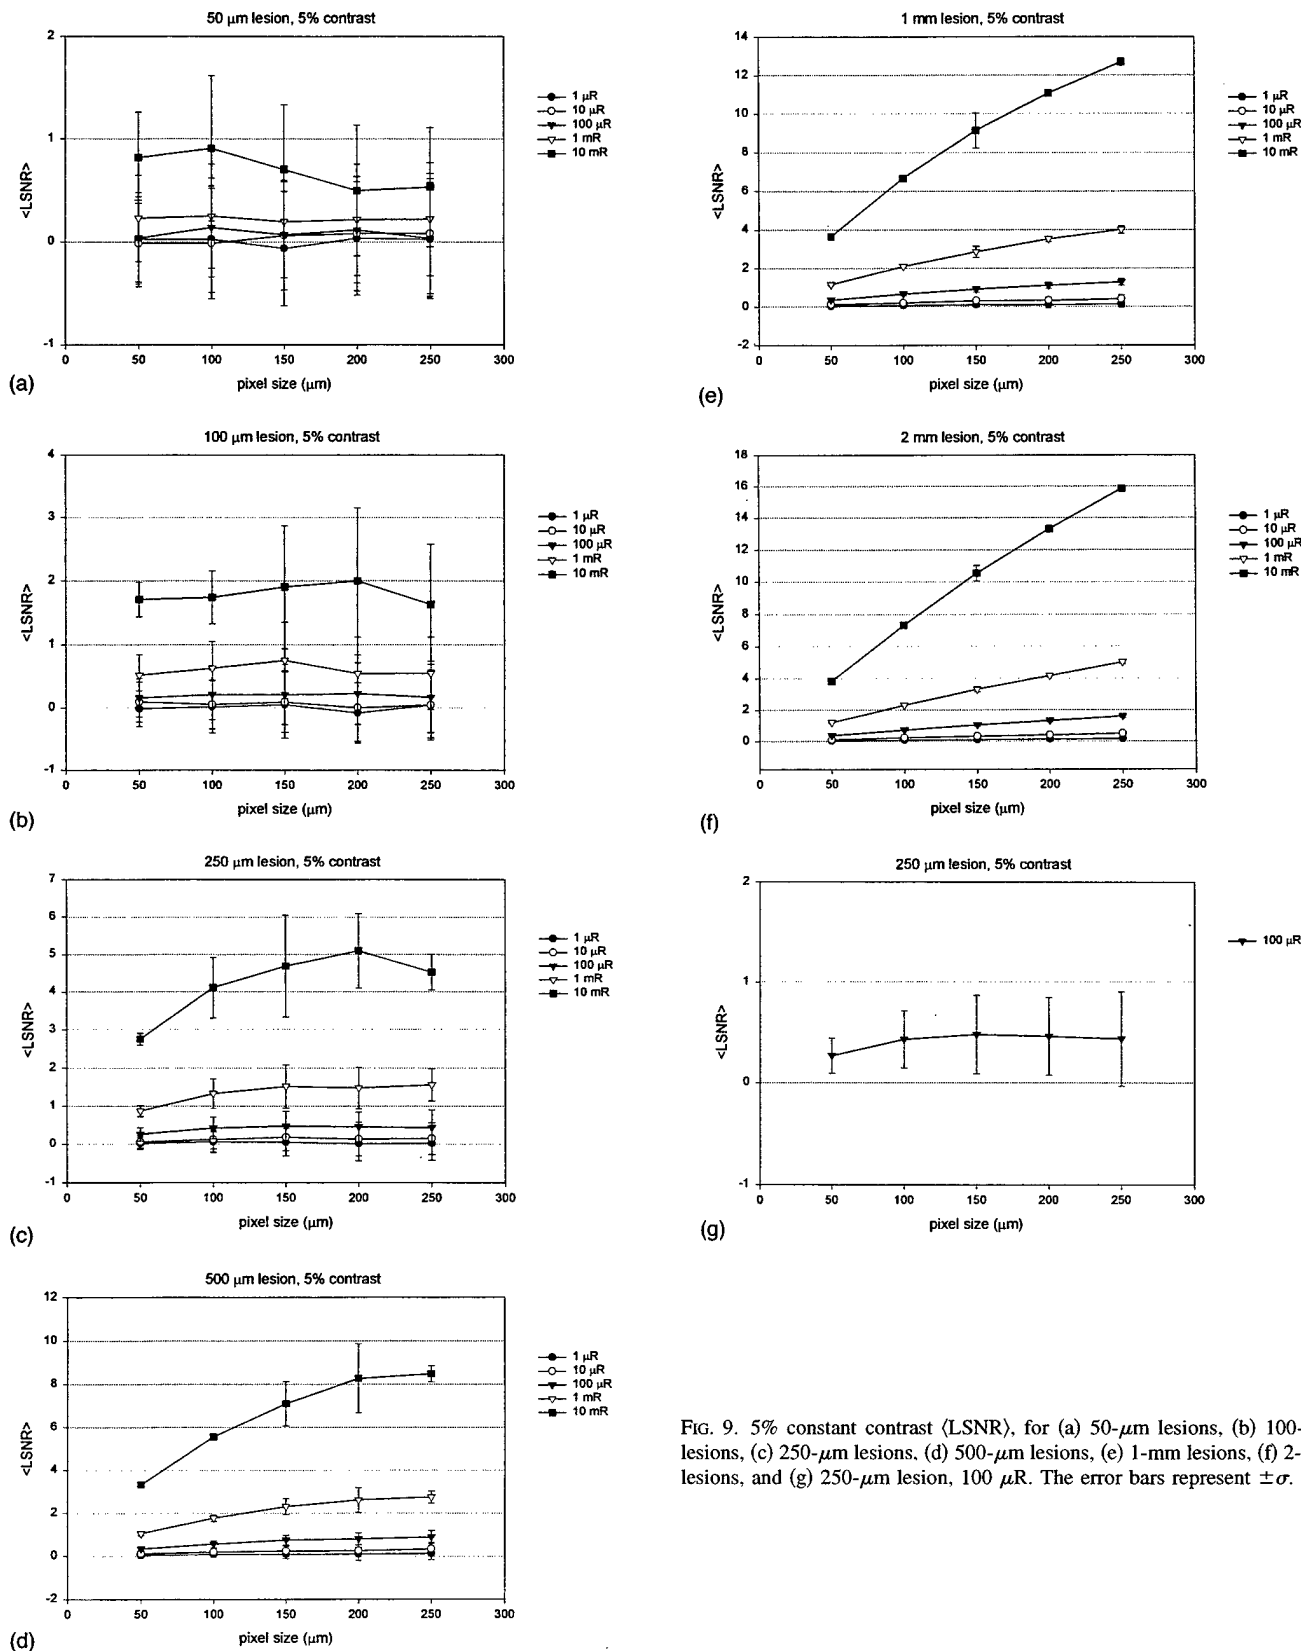 50 μm lesion, 5% contrast
2
1
0
-1
<LSNR>
0 50 100 150 200 250 300
pixel size (μm)
1 μR
10 μR
100 μR
1 mR
10 mR
(a)
100 μm lesion, 5% contrast
4
3
2
1
0
-1
<LSNR>
0 50 100 150 200 250 300
pixel size (μm)
1 μR
10 μR
100 μR
1 mR
10 mR
(b)
250 μm lesion, 5% contrast
7
6
5
4
3
2
1
0
-1
<LSNR>
0 50 100 150 200 250 300
pixel size (μm)
1 μR
10 μR
100 μR
1 mR
10 mR
(c)
500 μm lesion, 5% contrast
12
10
8
6
4
2
0
-2
<LSNR>
0 50 100 150 200 250 300
pixel size (μm)
1 μR
10 μR
100 μR
1 mR
10 mR
(d)
1 mm lesion, 5% contrast
14
12
10
8
6
4
2
0
-2
<LSNR>
0 50 100 150 200 250 300
pixel size (μm)
1 μR
10 μR
100 μR
1 mR
10 mR
(e)
2 mm lesion, 5% contrast
18
16
14
12
10
8
6
4
2
0
<LSNR>
0 50 100 150 200 250 300
pixel size (μm)
1 μR
10 μR
100 μR
1 mR
10 mR
(f)
250 μm lesion, 5% contrast
2
1
0
-1
<LSNR>
0 50 100 150 200 250 300
pixel size (μm)
100 μR
(g)
FIG. 9. 5% constant contrast ⟨LSNR⟩, for (a) 50-μm lesions, (b) 100-
lesions, (c) 250-μm lesions, (d) 500-μm lesions, (e) 1-mm lesions, (f) 2-
lesions, and (g) 250-μm lesion, 100 μR. The error bars represent ±σ.